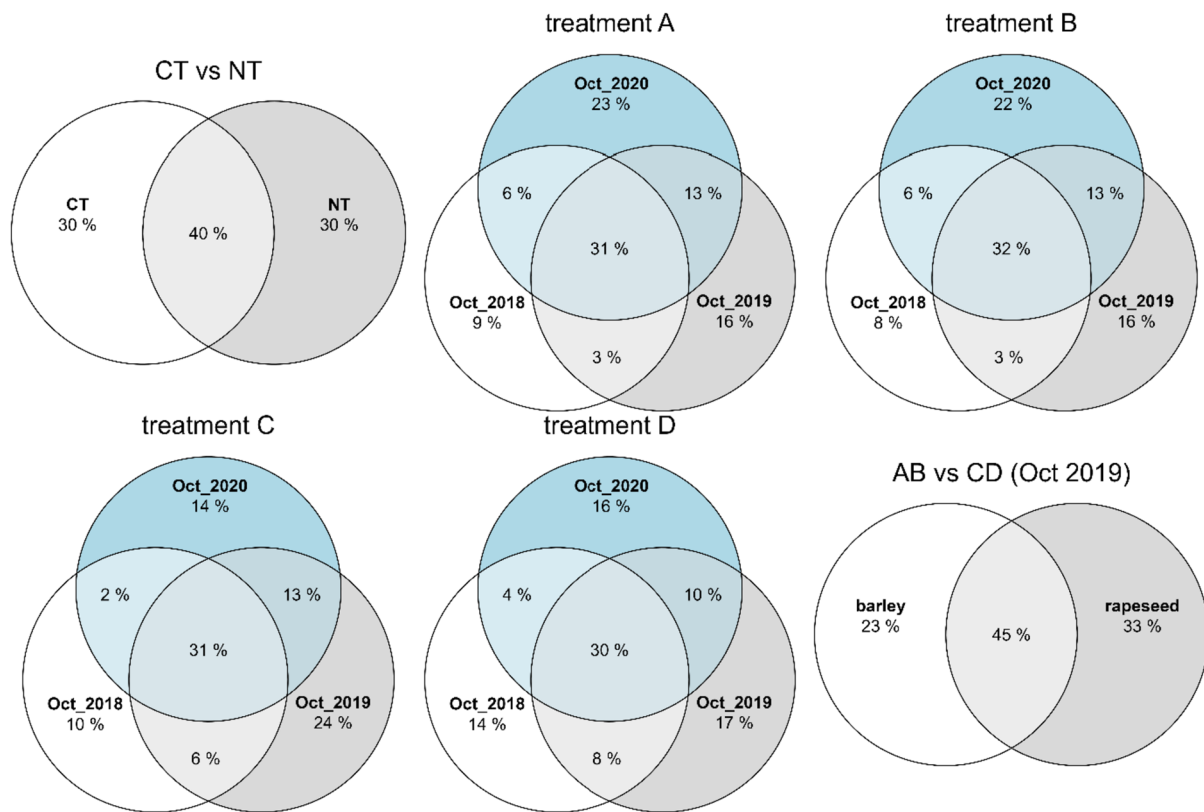 CT vs NT
CT
30 %
40 %
NT
30 %
treatment A
Oct_2020
23 %
6 %
13 %
31 %
Oct_2018
9 %
Oct_2019
16 %
3 %
treatment B
Oct_2020
22 %
6 %
13 %
32 %
Oct_2018
8 %
Oct_2019
16 %
3 %
treatment C
Oct_2020
14 %
2 %
13 %
31 %
Oct_2018
10 %
Oct_2019
24 %
6 %
treatment D
Oct_2020
16 %
4 %
10 %
30 %
Oct_2018
14 %
Oct_2019
17 %
8 %
AB vs CD (Oct 2019)
barley
23 %
45 %
rapeseed
33 %